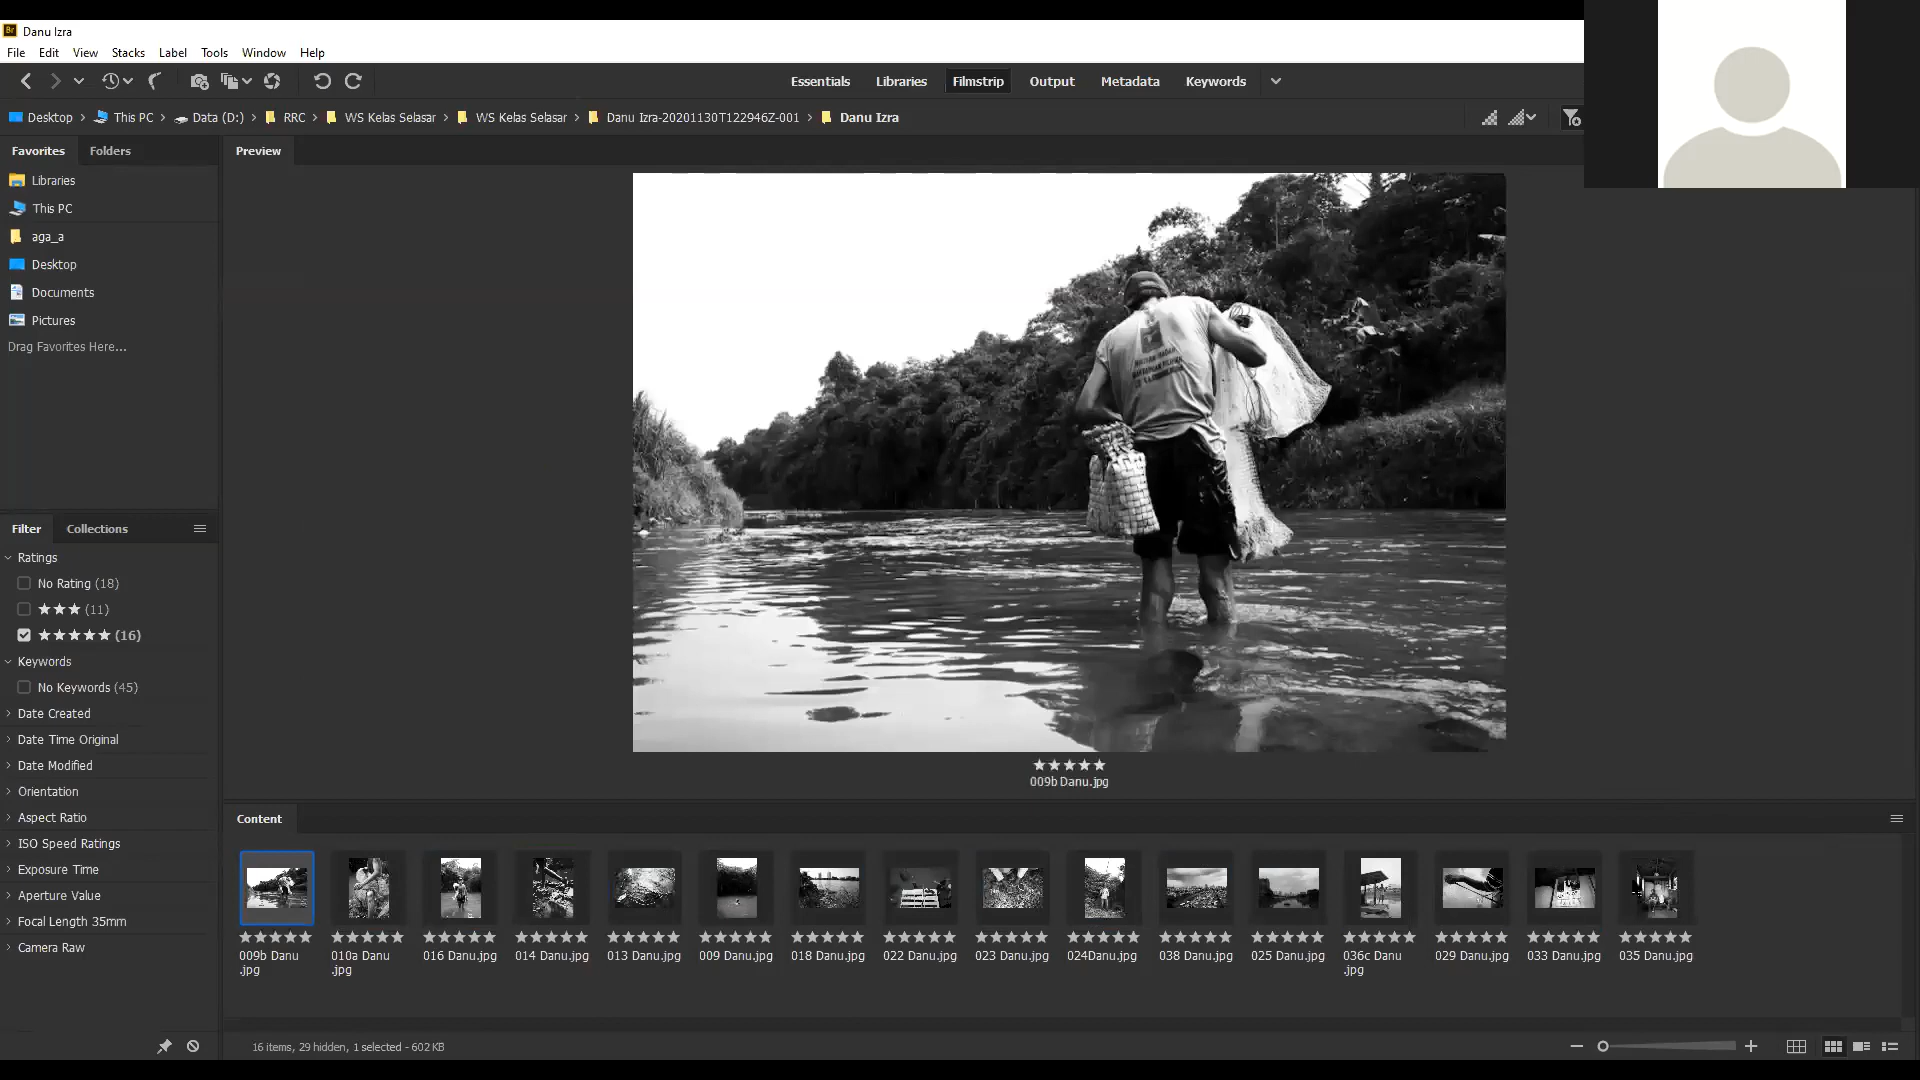 Danu Izra
File Edit View Stacks Label Tools Window Help
Essentials Libraries Filmstrip Output Metadata Keywords
Desktop This PC Data (D:) RRC WS Kelas Selasar WS Kelas Selasar Danu Izra-20201130T122946Z-001 Danu Izra
Favorites Folders
Libraries
This PC
aga_a
Desktop
Documents
Pictures
Drag Favorites Here...
Filter Collections
Ratings
No Rating (18)
★★★ (11)
★★★★★ (16)
Keywords
No Keywords (45)
Date Created
Date Time Original
Date Modified
Orientation
Aspect Ratio
ISO Speed Ratings
Exposure Time
Aperture Value
Focal Length 35mm
Camera Raw
Preview
009b Danu.jpg
Content
009b Danu
.jpg
010a Danu
.jpg
016 Danu.jpg
014 Danu.jpg
013 Danu.jpg
009 Danu.jpg
018 Danu.jpg
022 Danu.jpg
023 Danu.jpg
024Danu.jpg
038 Danu.jpg
025 Danu.jpg
036c Danu
.jpg
029 Danu.jpg
033 Danu.jpg
035 Danu.jpg
16 items, 29 hidden, 1 selected - 602 KB